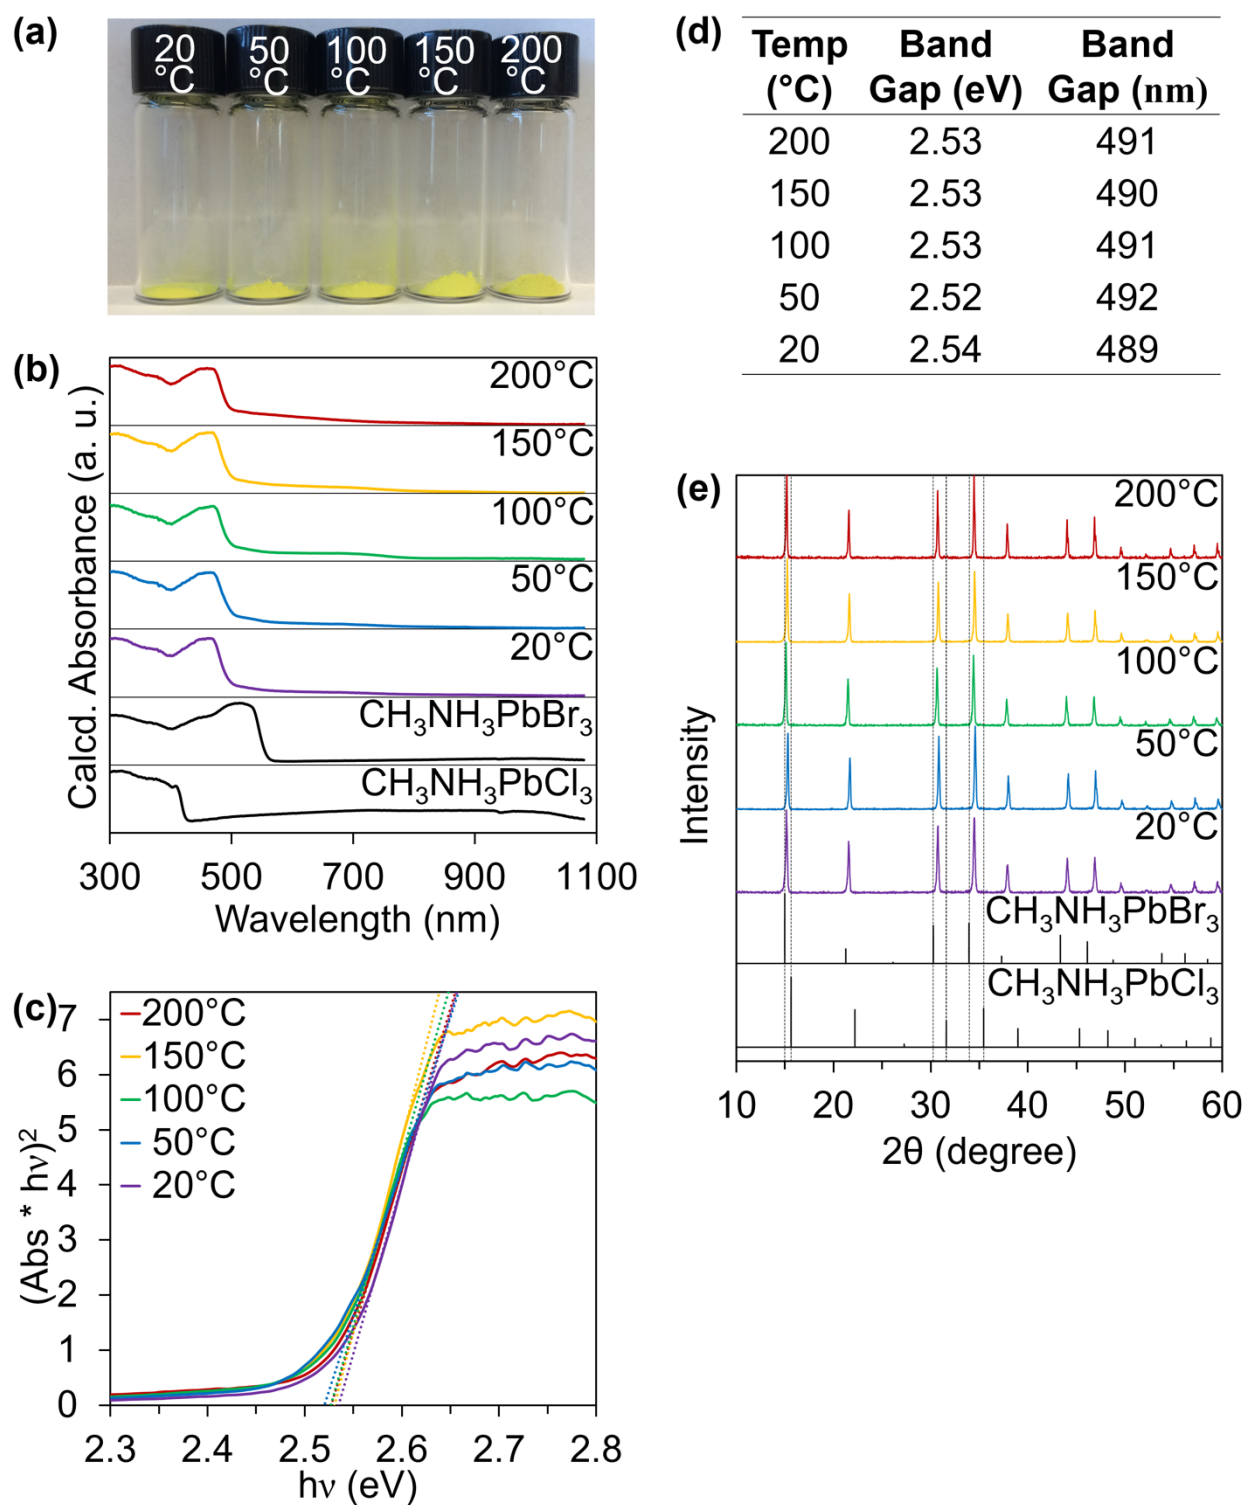 (a)
20 °C
50 °C
100 °C
150 °C
200 °C
(b)
Calcd. Absorbance (a. u.)
200°C
150°C
100°C
50°C
20°C
CH₃NH₃PbBr₃
CH₃NH₃PbCl₃
300 500 700 900 1100
Wavelength (nm)
(c)
(Abs * hν)²
7
6
5
4
3
2
1
0
200°C
150°C
100°C
50°C
20°C
2.3 2.4 2.5 2.6 2.7 2.8
hν (eV)
(d)
Temp (°C) Band Gap (eV) Band Gap (nm)
200 2.53 491
150 2.53 490
100 2.53 491
50 2.52 492
20 2.54 489
(e)
Intensity
200°C
150°C
100°C
50°C
20°C
CH₃NH₃PbBr₃
CH₃NH₃PbCl₃
10 20 30 40 50 60
2θ (degree)